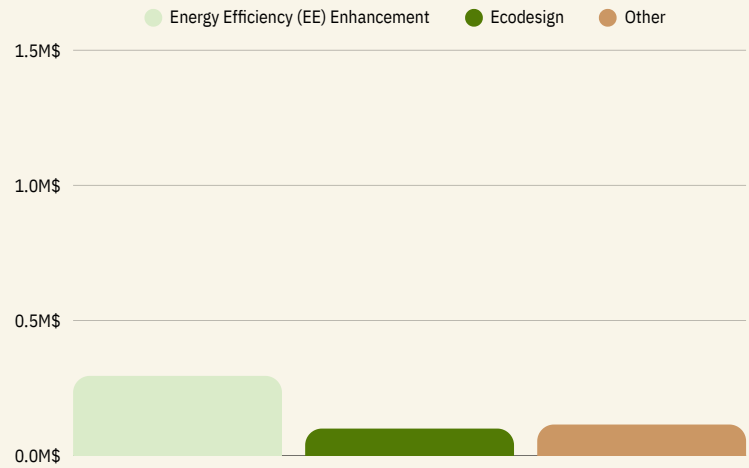 Energy Efficiency (EE) Enhancement Ecodesign Other
1.5M$
1.0M$
0.5M$
0.0M$